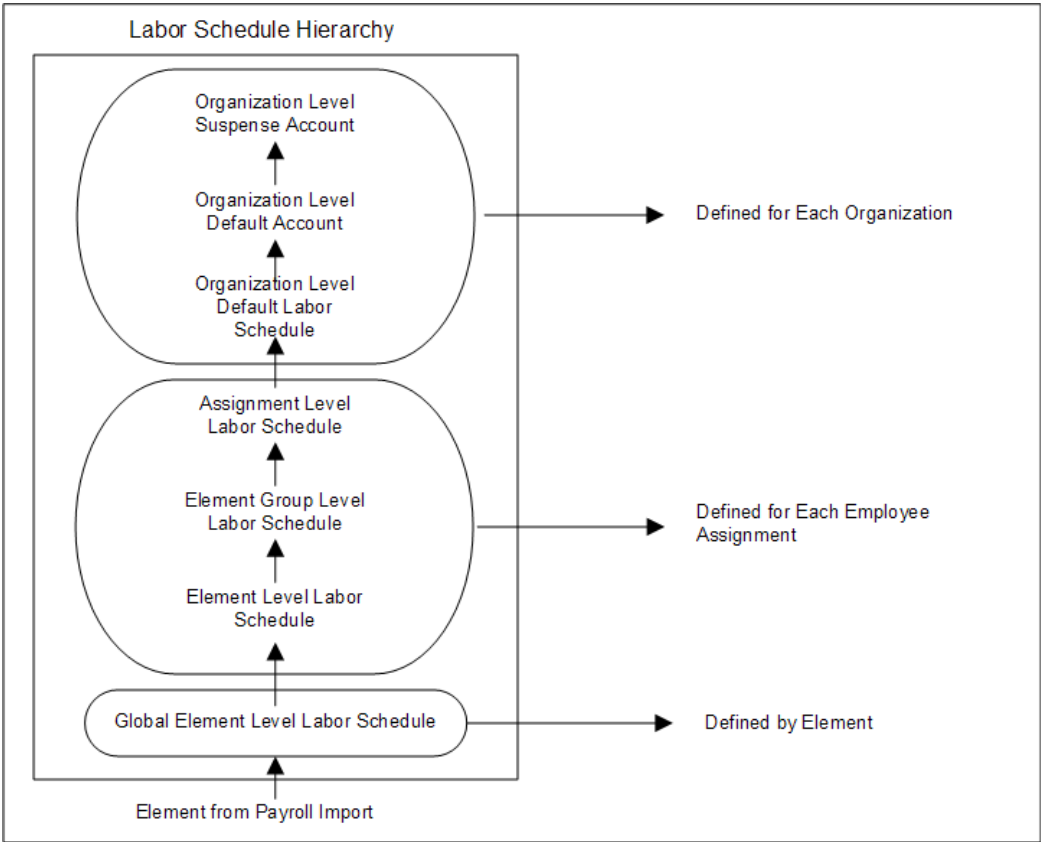 Labor Schedule Hierarchy
Organization Level
Suspense Account
Organization Level
Default Account
Organization Level
Default Labor
Schedule
Defined for Each Organization
Assignment Level
Labor Schedule
Element Group Level
Labor Schedule
Element Level Labor
Schedule
Defined for Each Employee
Assignment
Global Element Level Labor Schedule
Defined by Element
Element from Payroll Import